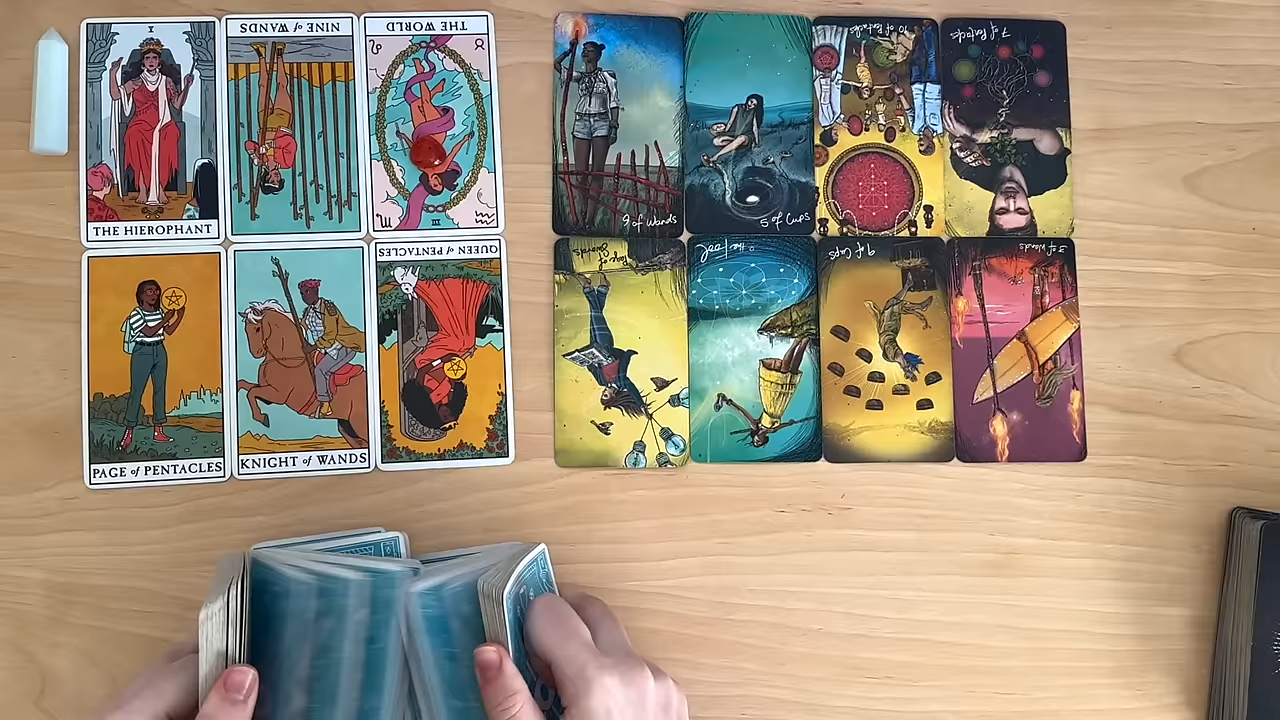 I
THE HIEROPHANT
NINE of WANDS
THE WORLD
III
PAGE of PENTACLES
KNIGHT of WANDS
QUEEN of PENTACLES
9 of Wands
5 of Cups
10 of Pentacles
7 of Pentacles
Page of
Swords
0 the Fool
9 of Cups
3 of Wands